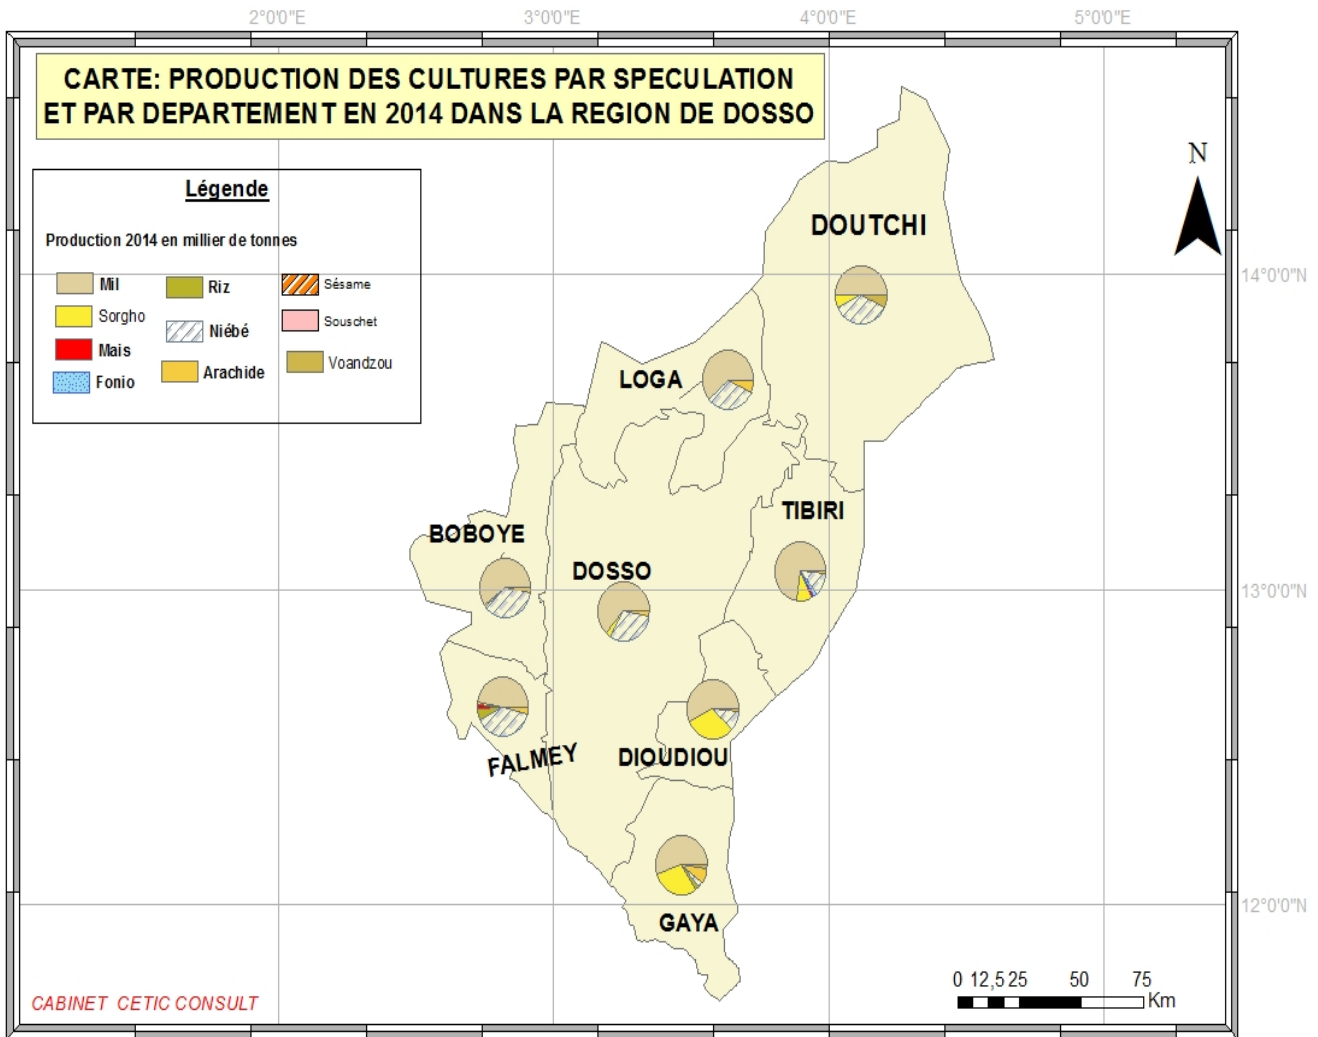 2°0'0"E
3°0'0"E
4°0'0"E
5°0'0"E
CARTE: PRODUCTION DES CULTURES PAR SPECULATION
ET PAR DEPARTEMENT EN 2014 DANS LA REGION DE DOSSO
N
Légende
Production 2014 en millier de tonnes
Mil
Riz
Sésame
Sorgho
Niébé
Souschet
Mais
Arachide
Voandzou
Fonio
DOUTCHI
14°0'0"N
LOGA
TIBIRI
BOBOYE
DOSSO
13°0'0"N
FALMEY
DIOUDIOU
12°0'0"N
GAYA
0 12,5 25 50 75
Km
CABINET CETIC CONSULT